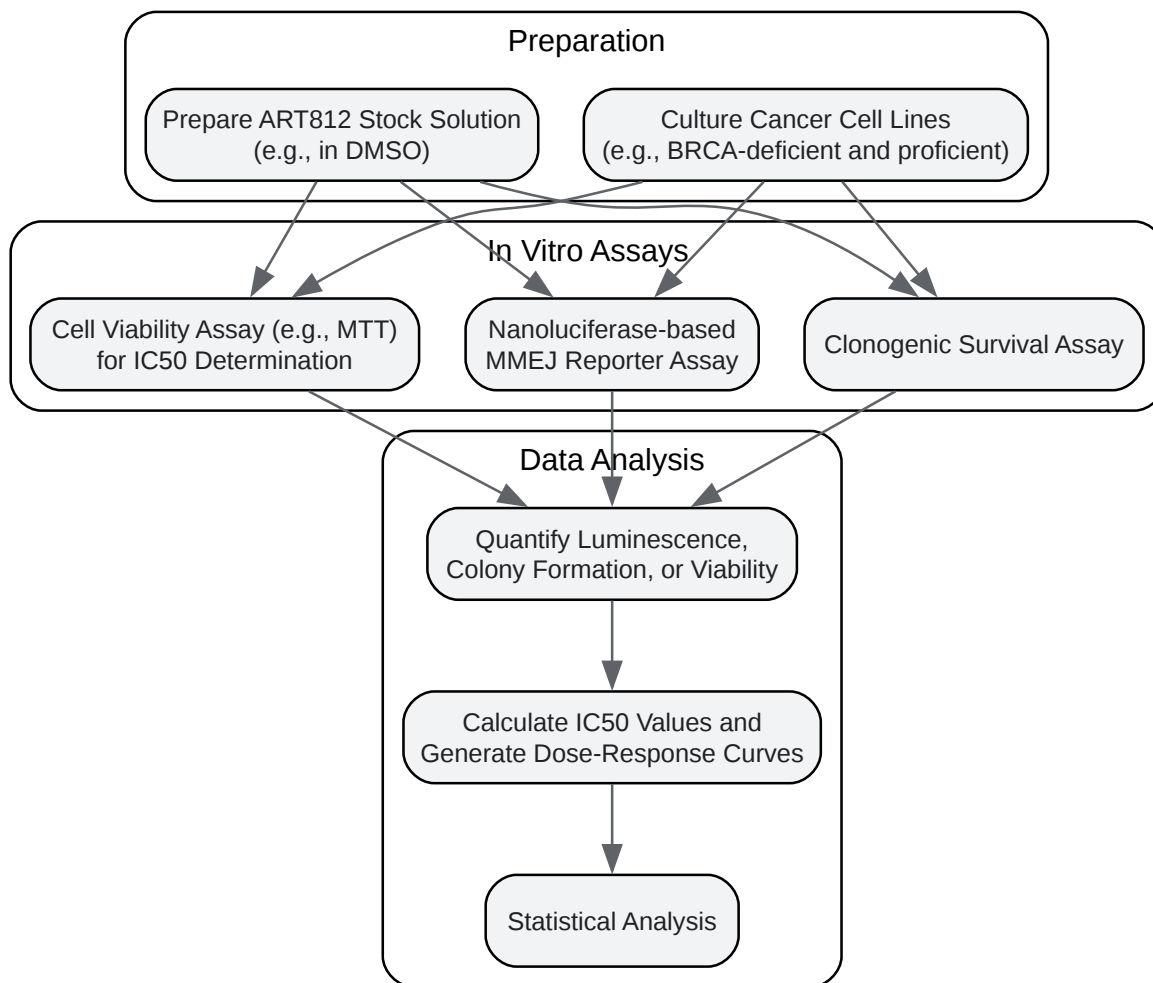 Preparation
Prepare ART812 Stock Solution
(e.g., in DMSO)
Culture Cancer Cell Lines
(e.g., BRCA-deficient and proficient)
In Vitro Assays
Cell Viability Assay (e.g., MTT)
for IC50 Determination
Nanoluciferase-based
MMEJ Reporter Assay
Clonogenic Survival Assay
Data Analysis
Quantify Luminescence,
Colony Formation, or Viability
Calculate IC50 Values and
Generate Dose-Response Curves
Statistical Analysis